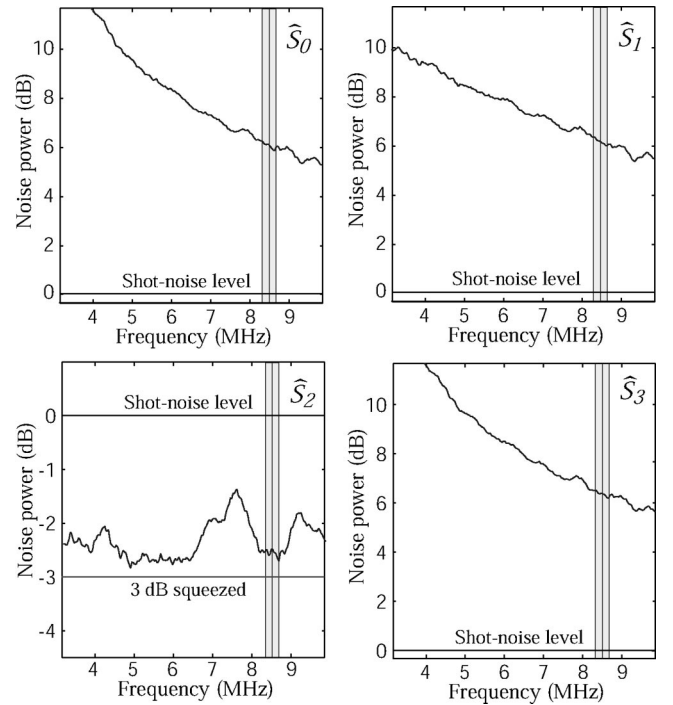 Ŝ0
10
8
6
4
2
0
Noise power (dB)
Shot-noise level
4 5 6 7 8 9
Frequency (MHz)
Ŝ1
10
8
6
4
2
0
Noise power (dB)
Shot-noise level
4 5 6 7 8 9
Frequency (MHz)
Ŝ2
Shot-noise level
0
-1
-2
-3
-4
Noise power (dB)
3 dB squeezed
4 5 6 7 8 9
Frequency (MHz)
Ŝ3
10
8
6
4
2
0
Noise power (dB)
Shot-noise level
4 5 6 7 8 9
Frequency (MHz)